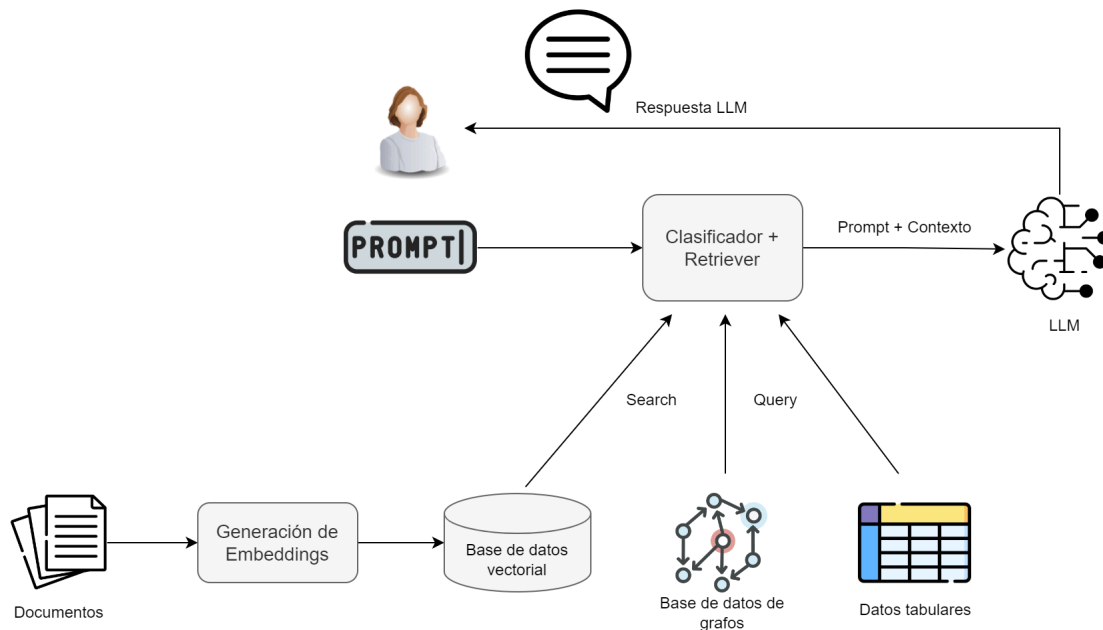 Respuesta LLM
PROMPT
Clasificador +
Retriever
Prompt + Contexto
LLM
Search
Query
Generación de
Embeddings
Base de datos
vectorial
Documentos
Base de datos de
grafos
Datos tabulares